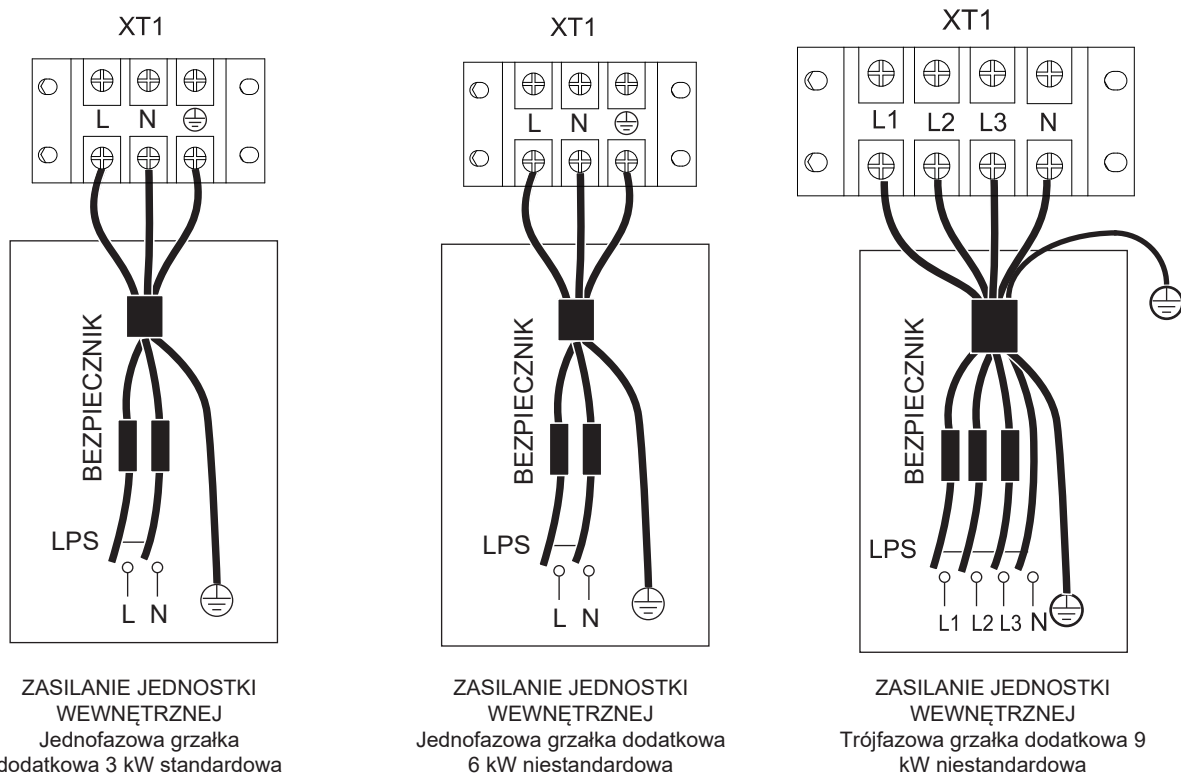 XT1
L N
BEZPIECZNIK
LPS
L N
ZASILANIE JEDNOSTKI
WEWNĘTRZNEJ
Jednofazowa grzałka
dodatkowa 3 kW standardowa
XT1
L N
BEZPIECZNIK
LPS
L N
ZASILANIE JEDNOSTKI
WEWNĘTRZNEJ
Jednofazowa grzałka dodatkowa
6 kW niestandardowa
XT1
L1 L2 L3 N
BEZPIECZNIK
LPS
L1 L2 L3 N
ZASILANIE JEDNOSTKI
WEWNĘTRZNEJ
Trójfazowa grzałka dodatkowa 9
kW niestandardowa